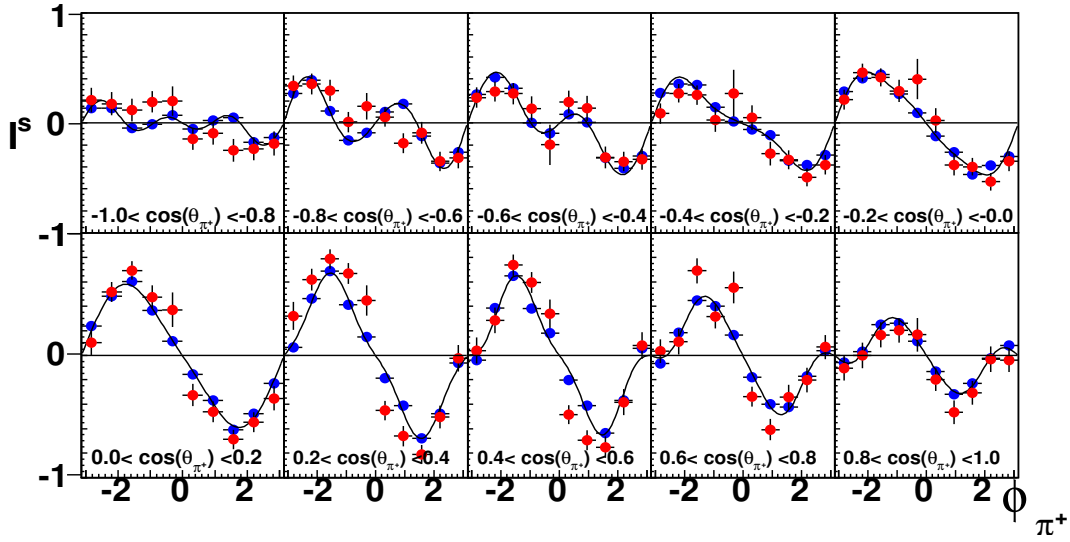 1
I^s 0
-1.0< cos(θ_π+) <-0.8 -0.8< cos(θ_π+) <-0.6 -0.6< cos(θ_π+) <-0.4 -0.4< cos(θ_π+) <-0.2 -0.2< cos(θ_π+) <-0.0
-1
0
0.0< cos(θ_π+) <0.2 0.2< cos(θ_π+) <0.4 0.4< cos(θ_π+) <0.6 0.6< cos(θ_π+) <0.8 0.8< cos(θ_π+) <1.0
-1
-2 0 2 -2 0 2 -2 0 2 -2 0 2 -2 0 2 φ
π+